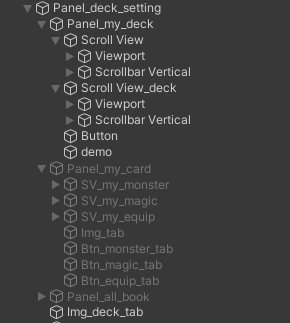 Panel_deck_setting
Panel_my_deck
Scroll View
Viewport
Scrollbar Vertical
Scroll View_deck
Viewport
Scrollbar Vertical
Button
demo
Panel_my_card
SV_my_monster
SV_my_magic
SV_my_equip
Img_tab
Btn_monster_tab
Btn_magic_tab
Btn_equip_tab
Panel_all_book
Img_deck_tab